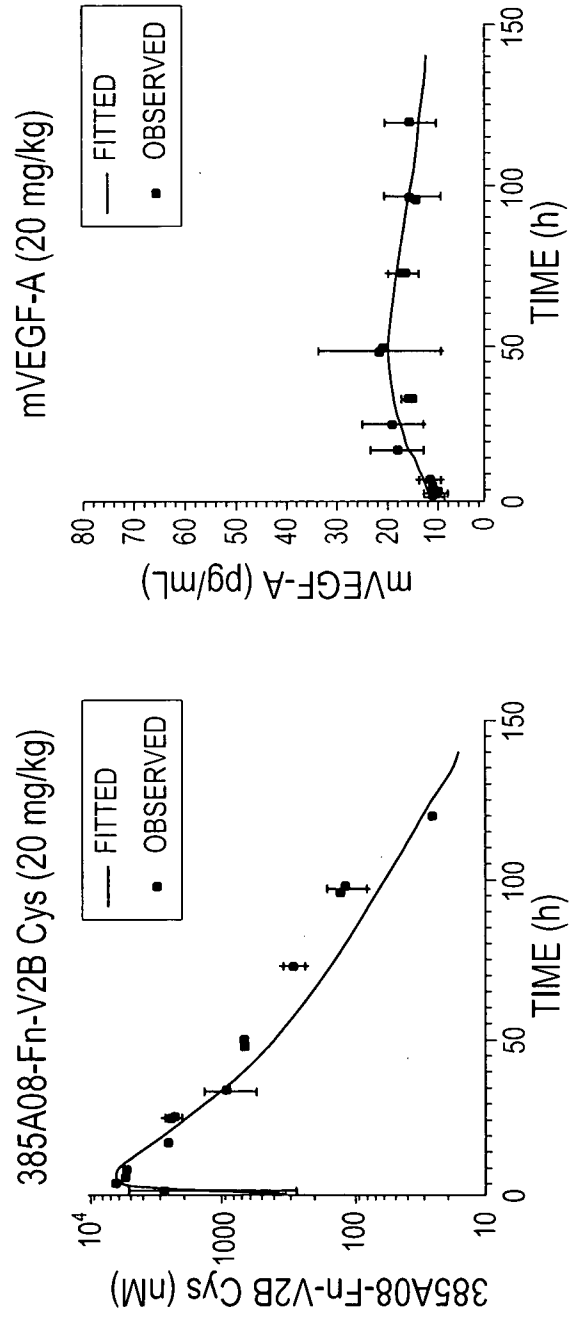 385A08-Fn-V2B Cys (20 mg/kg)
— FITTED
▪ OBSERVED
385A08-Fn-V2B Cys (nM)
10⁴
1000
100
10
0
50
100
150
TIME (h)
mVEGF-A (20 mg/kg)
— FITTED
▪ OBSERVED
mVEGF-A (pg/mL)
80
70
60
50
40
30
20
10
0
0
50
100
150
TIME (h)